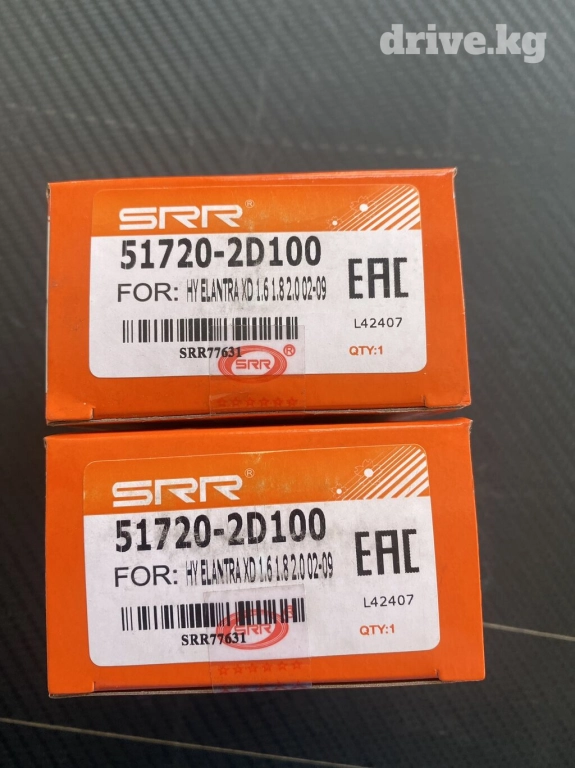 drive.kg
SRR®
51720-2D100
FOR: HY ELANTRA XD 1.6 1.8 2.0 02-09
EAC
L42407
SRR77631
SRR®
QTY:1
SRR®
51720-2D100
FOR: HY ELANTRA XD 1.6 1.8 2.0 02-09
EAC
L42407
SRR77631
SRR
QTY:1